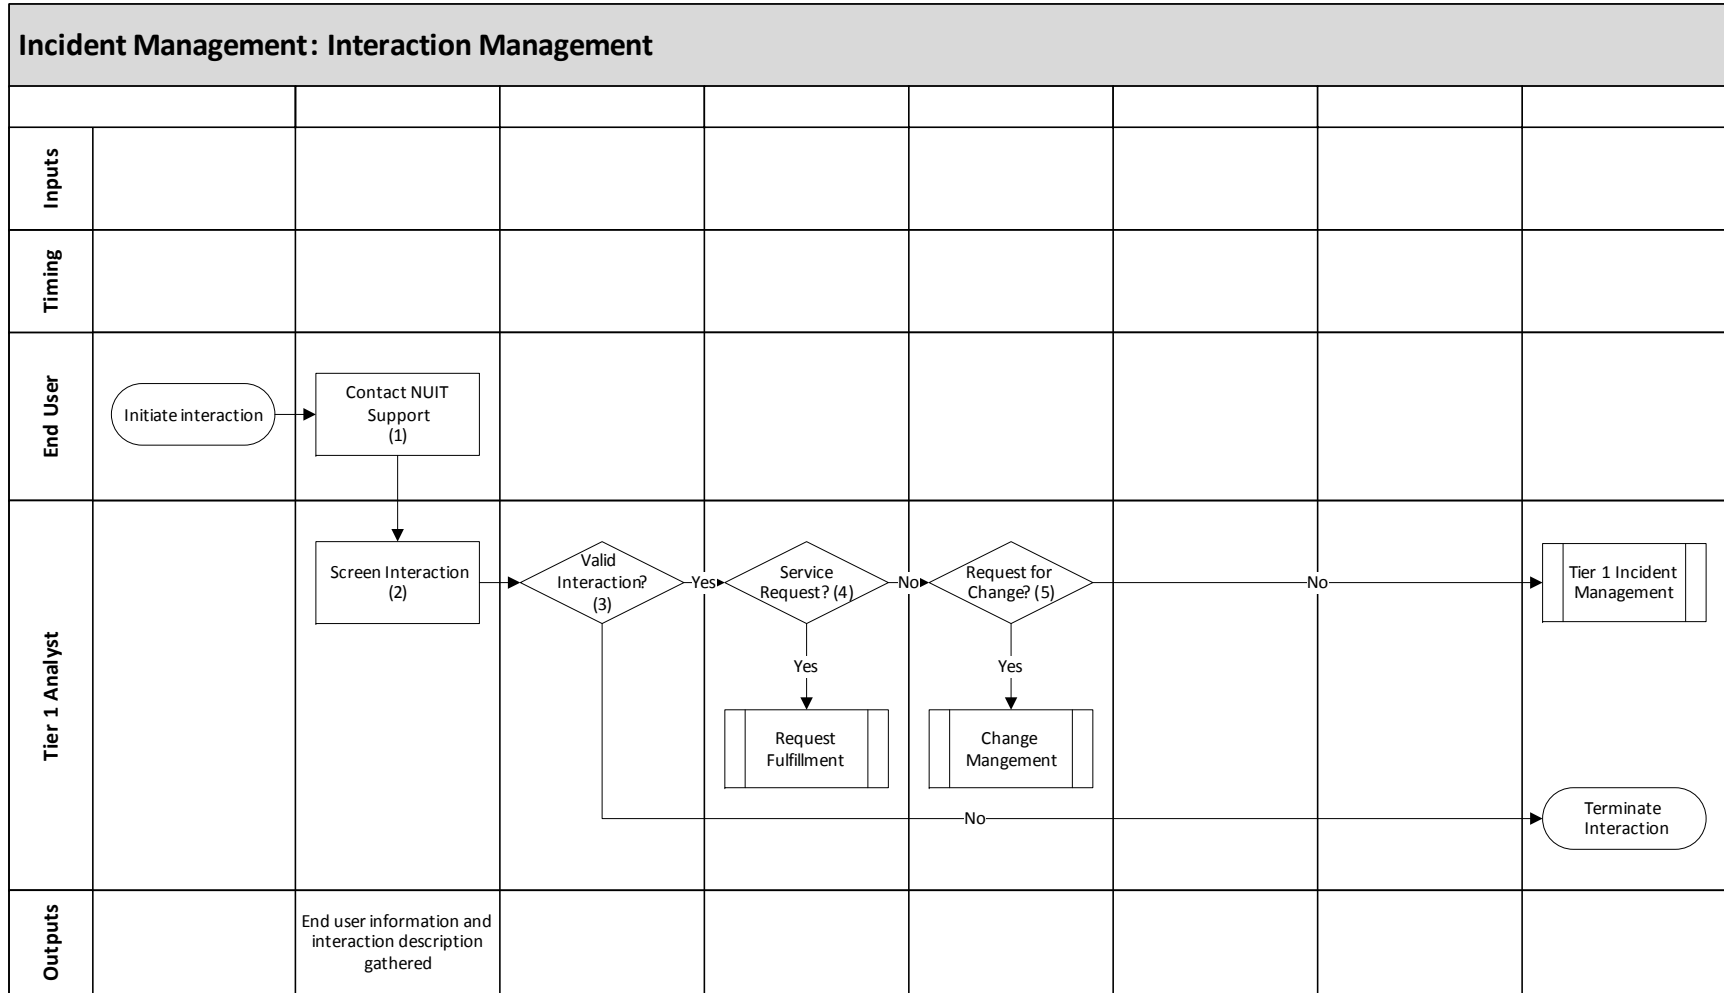 Incident Management: Interaction Management
Inputs
Timing
End User
Initiate interaction
Contact NUIT
Support
(1)
Tier 1 Analyst
Screen Interaction
(2)
Valid
Interaction?
(3)
Yes
Service
Request? (4)
No
Request for
Change? (5)
No
Tier 1 Incident
Management
Yes
Yes
Request
Fulfillment
Change
Mangement
No
Terminate
Interaction
Outputs
End user information and
interaction description
gathered